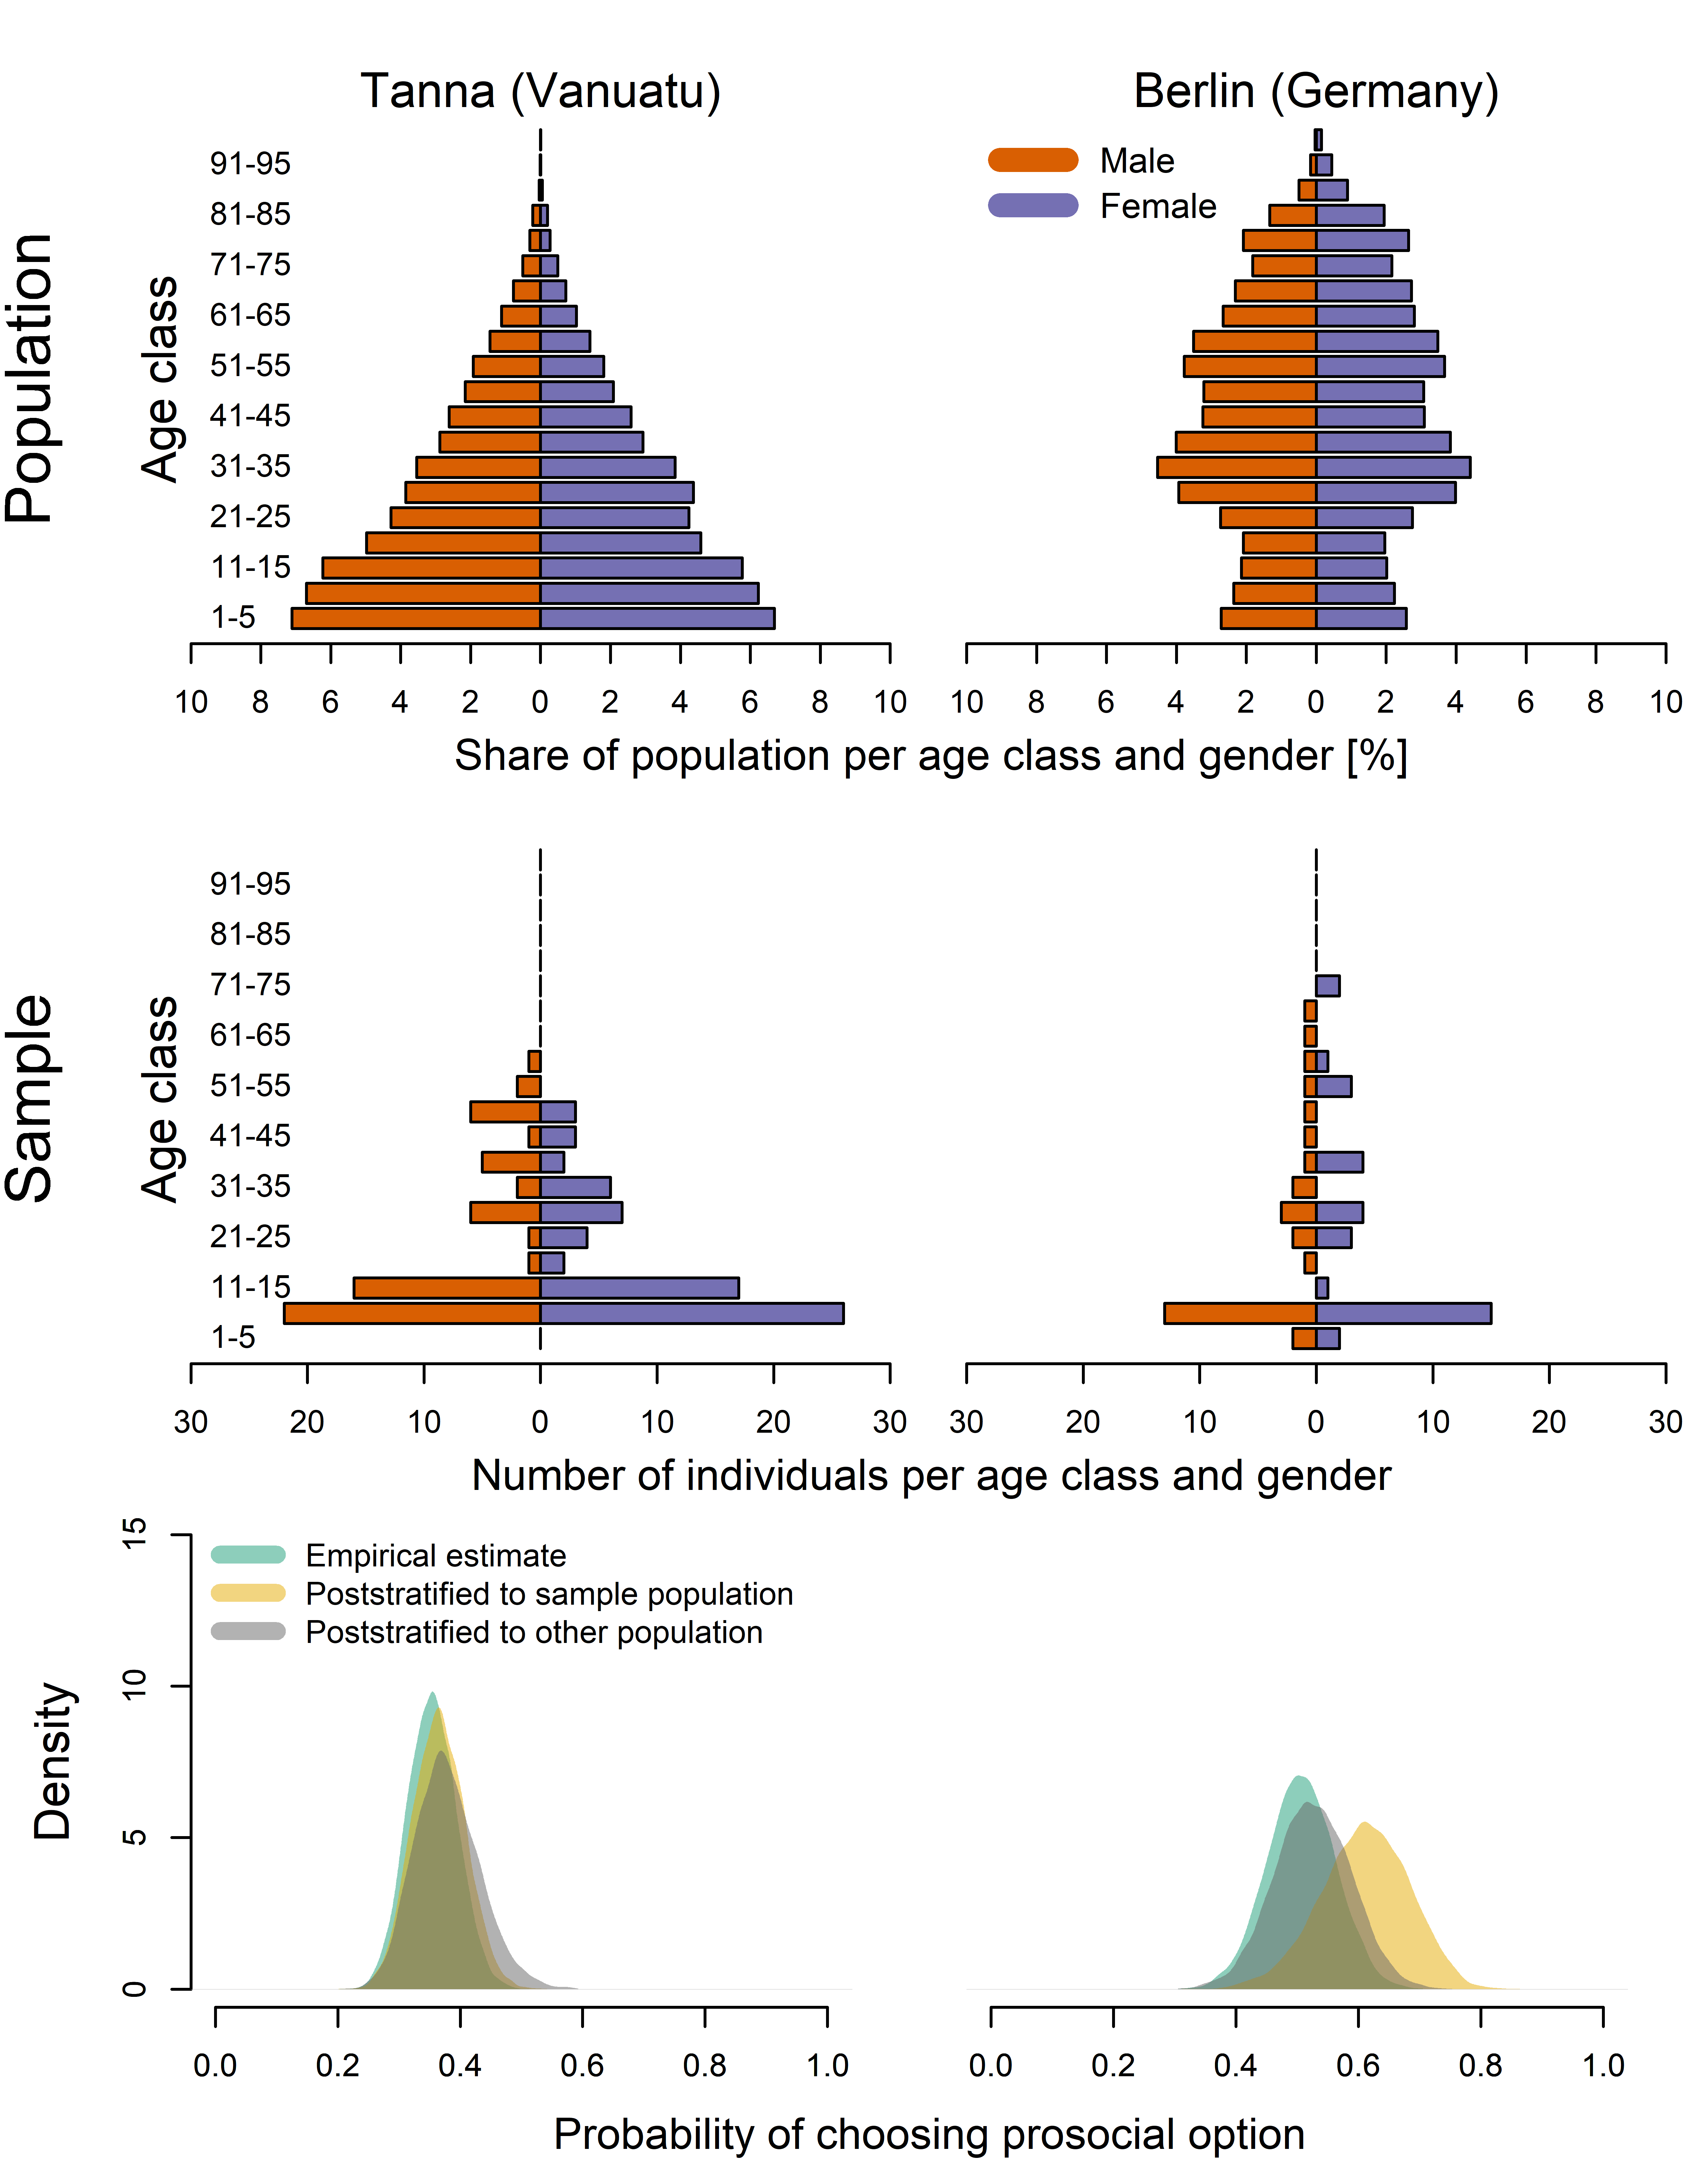 Tanna (Vanuatu)
Berlin (Germany)
Population
Age class
91-95
81-85
71-75
61-65
51-55
41-45
31-35
21-25
11-15
1-5
Male
Female
10 8 6 4 2 0 2 4 6 8 10
10 8 6 4 2 0 2 4 6 8 10
Share of population per age class and gender [%]
Sample
Age class
91-95
81-85
71-75
61-65
51-55
41-45
31-35
21-25
11-15
1-5
30 20 10 0 10 20 30
30 20 10 0 10 20 30
Number of individuals per age class and gender
Density
15
10
5
0
Empirical estimate
Poststratified to sample population
Poststratified to other population
0.0 0.2 0.4 0.6 0.8 1.0
0.0 0.2 0.4 0.6 0.8 1.0
Probability of choosing prosocial option